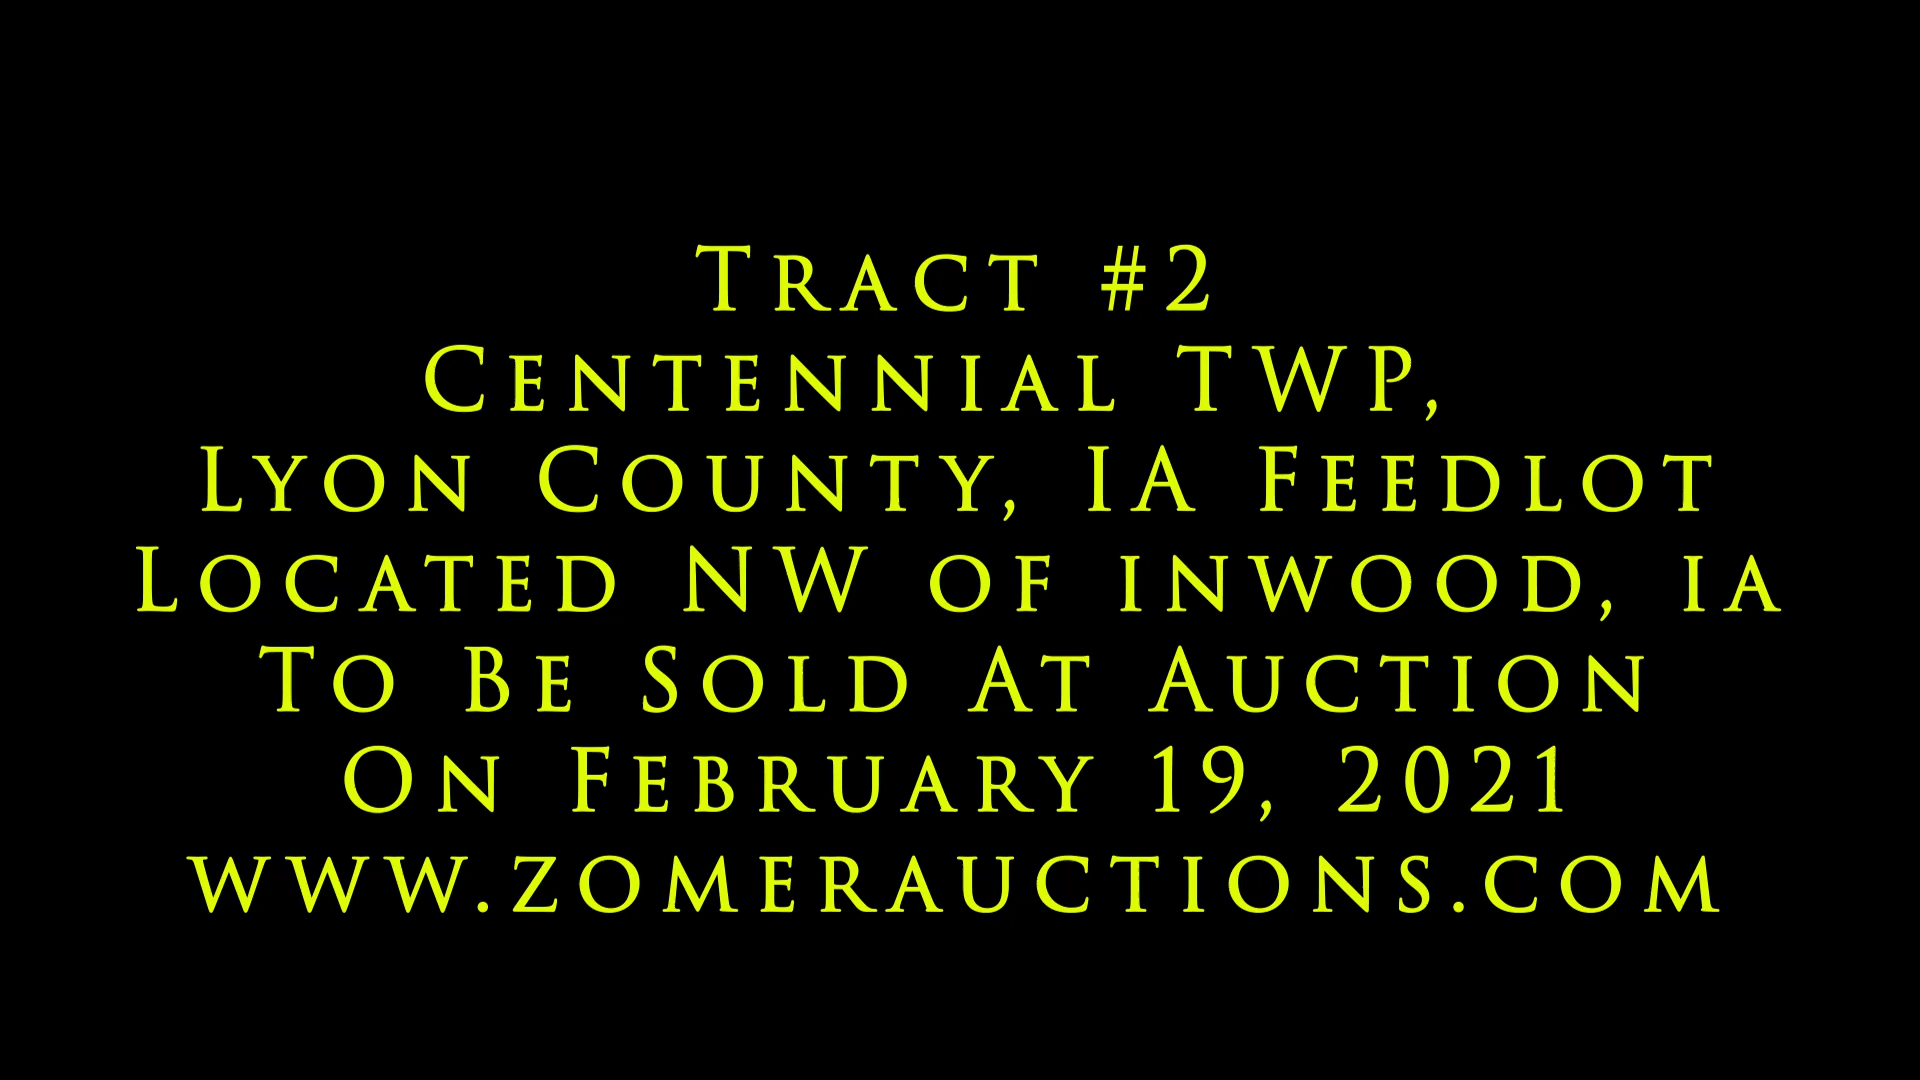 Tract #2
Centennial TWP,
Lyon County, IA Feedlot
Located NW of inwood, ia
To Be Sold At Auction
On February 19, 2021
www.zomerauctions.com